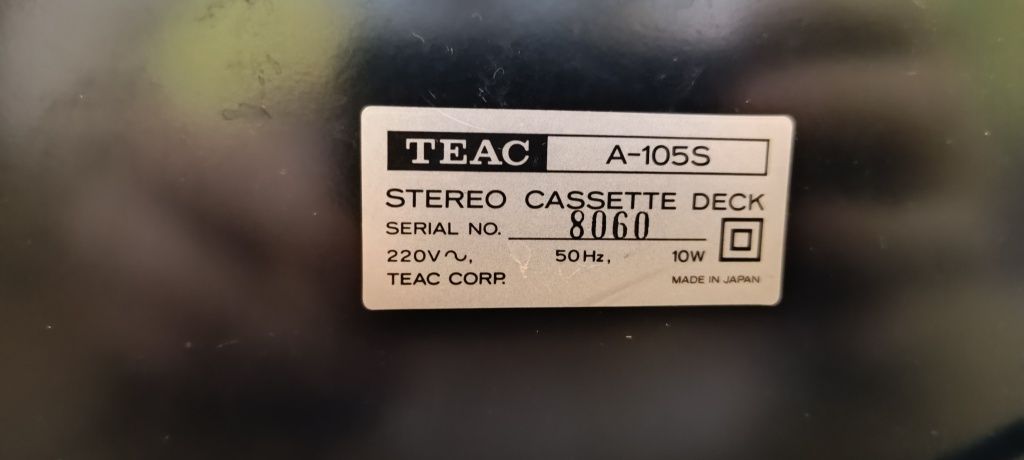 TEAC A-105S
STEREO CASSETTE DECK
SERIAL NO. 8060
220V~, 50Hz, 10W
TEAC CORP. MADE IN JAPAN